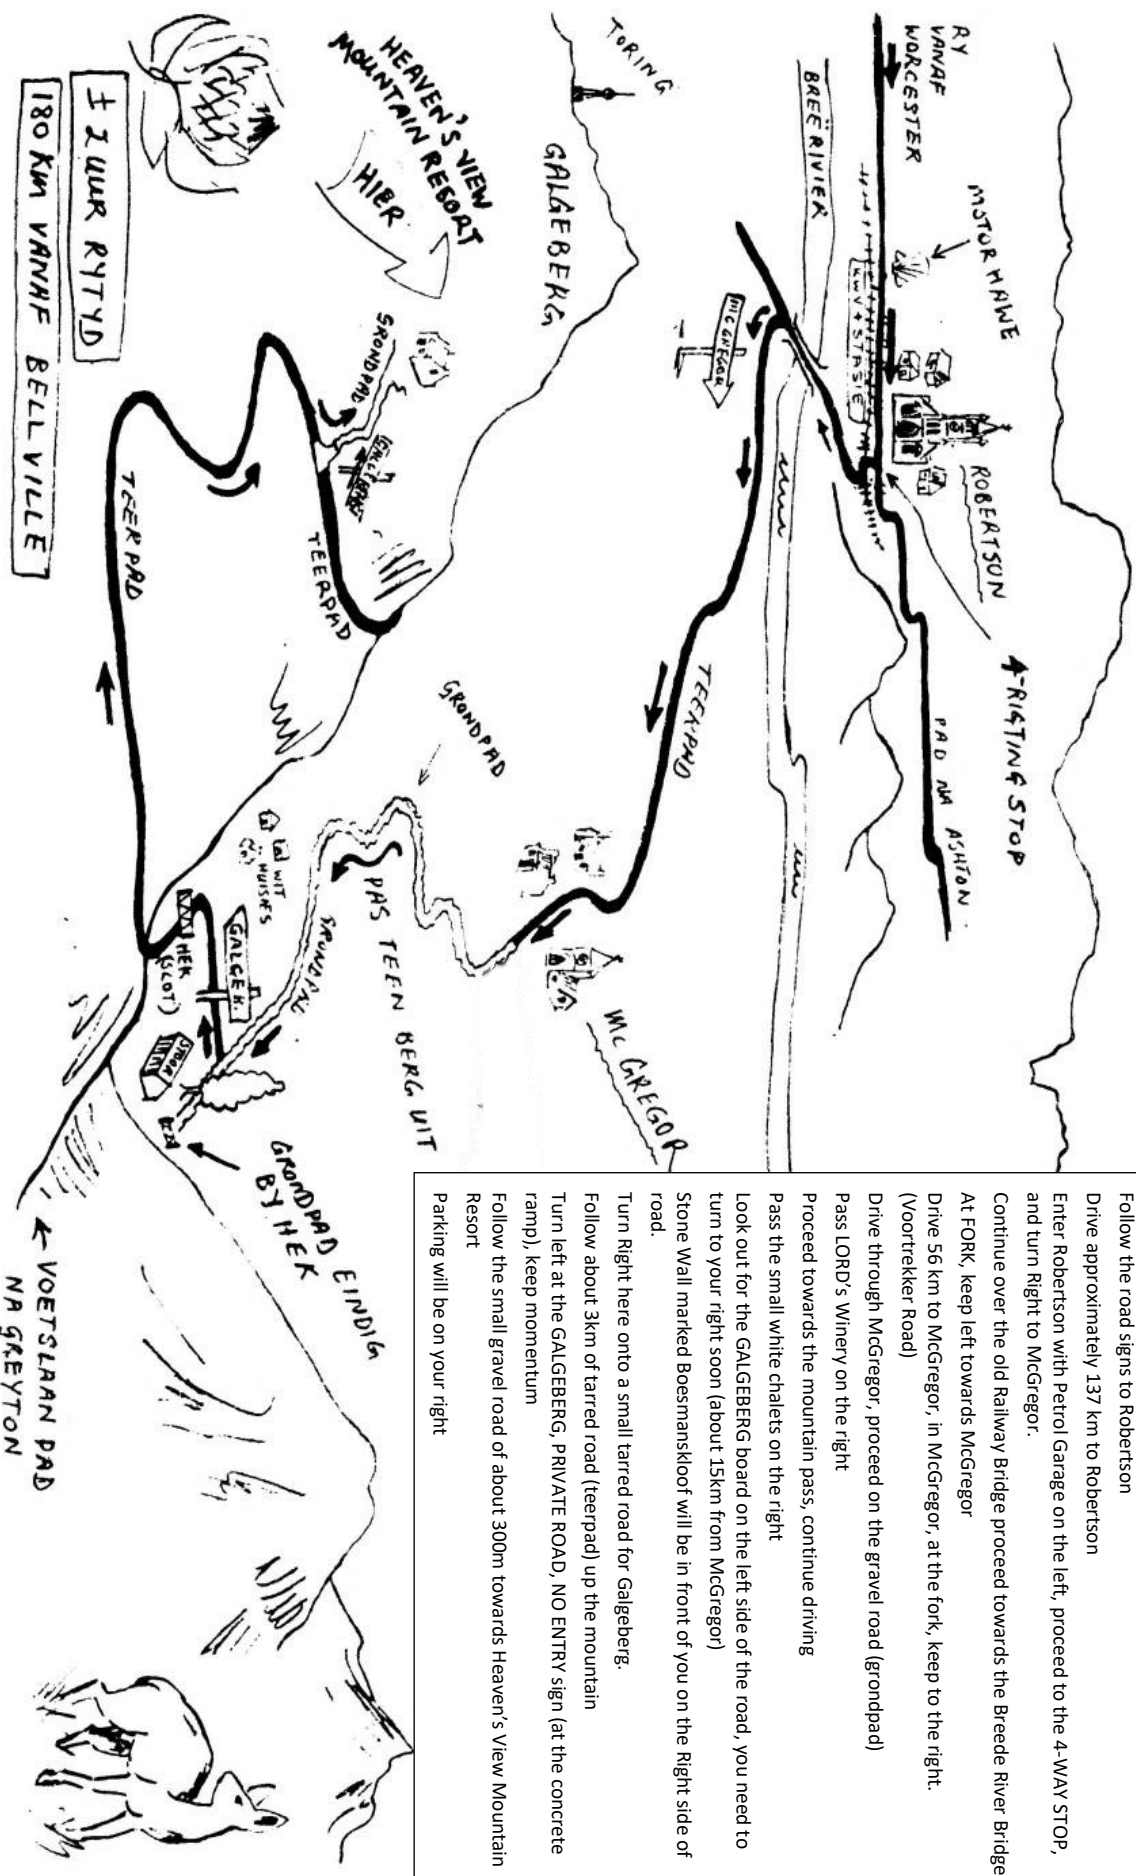 RY
VANAF
WORCESTER
MOTOR HAWE
ROBERTSON
4-RIGTING STOP
PAD NA ASHTON
KWV + STASIE
BREËRIVIER
TORING
MCGREGOR
TEERPAD
GALGEBERG
HEAVEN'S VIEW
MOUNTAIN RESORT
HIER
GRONDPAD
GALGEBERG
TEERPAD
GRONDPAD
MC GREGOR
PAS TEEN BERG UIT
GRONDPAD
WIT
HUISIES
GALGEH.
HEK
(SLOT)
STOOR
GRONDPAD EINDIG
BY HEK
TEERPAD
VOETSLAAN PAD
NA GREYTON
± 2 UUR RYTYD
180 KM VANAF BELLVILLE
Follow the road signs to Robertson
Drive approximately 137 km to Robertson
Enter Robertson with Petrol Garage on the left, proceed to the 4-WAY STOP,
and turn Right to McGregor.
Continue over the old Railway Bridge proceed towards the Breede River Bridge
At FORK, keep left towards McGregor
Drive 56 km to McGregor, in McGregor, at the fork, keep to the right.
(Voortrekker Road)
Drive through McGregor, proceed on the gravel road (grondpad)
Pass LORD's Winery on the right
Proceed towards the mountain pass, continue driving
Pass the small white chalets on the right
Look out for the GALGEBERG board on the left side of the road, you need to
turn to your right soon (about 15km from McGregor)
Stone Wall marked Boesmanskloof will be in front of you on the Right side of
road.
Turn Right here onto a small tarred road for Galgeberg.
Follow about 3km of tarred road (teerpad) up the mountain
Turn left at the GALGEBERG, PRIVATE ROAD, NO ENTRY sign (at the concrete
ramp), keep momentum
Follow the small gravel road of about 300m towards Heaven's View Mountain
Resort
Parking will be on your right